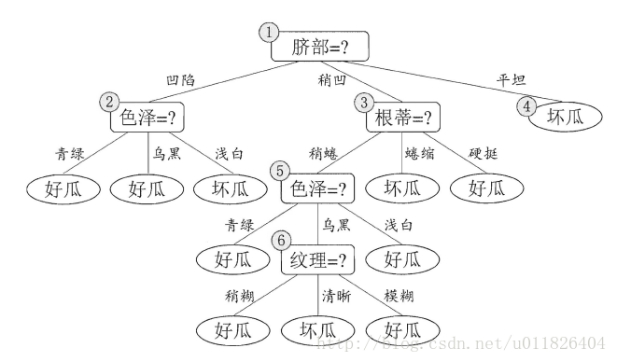 ① 脐部=?
凹陷 稍凹 平坦
② 色泽=? ③ 根蒂=? ④ 坏瓜
青绿 乌黑 浅白 稍蜷 蜷缩 硬挺
好瓜 好瓜 坏瓜 ⑤ 色泽=? 坏瓜 好瓜
青绿 乌黑 浅白
好瓜 ⑥ 纹理=? 好瓜
稍糊 清晰 模糊
好瓜 坏瓜 好瓜
http://blog.csdn.net/u011826404